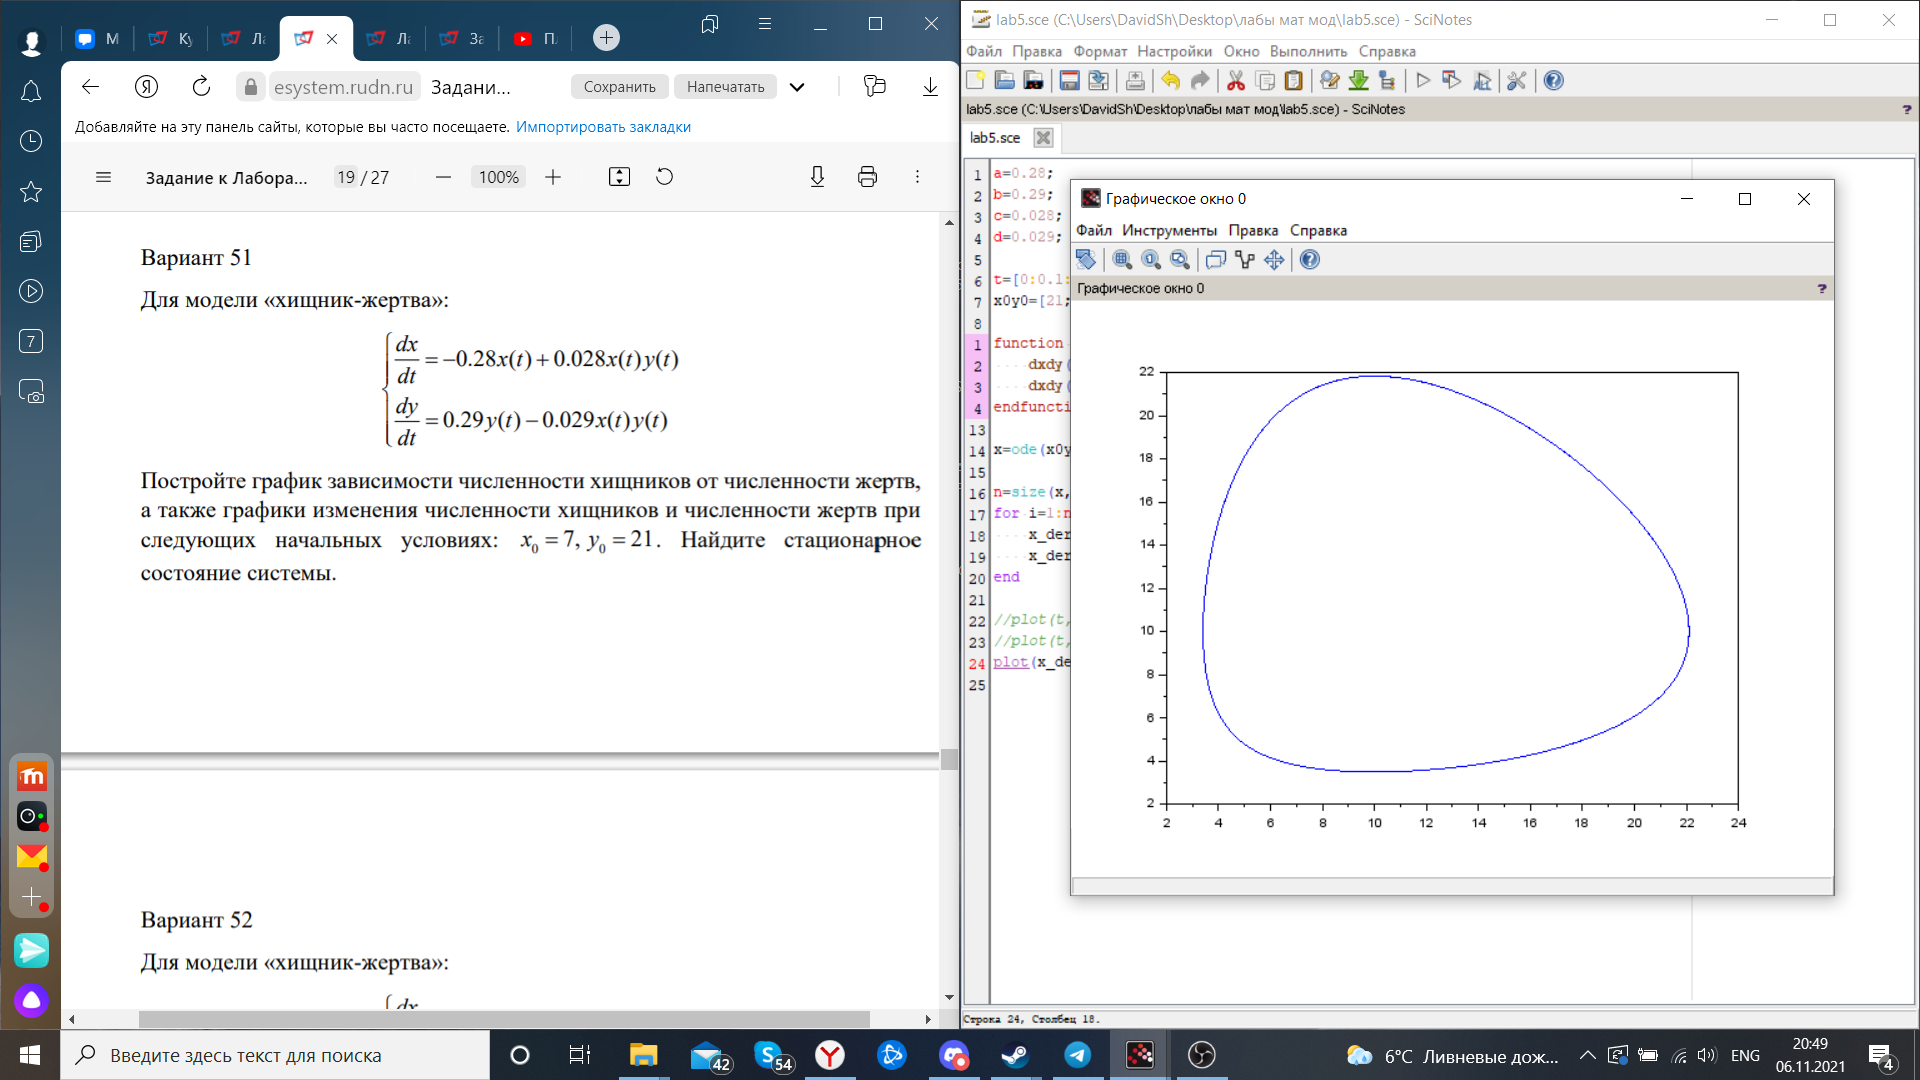 М
Ку
Ла
Ла
За
П.
esystem.rudn.ru
Задани...
Сохранить
Напечатать
Добавляйте на эту панель сайты, которые вы часто посещаете. Импортировать закладки
Задание к Лабора...
19 / 27
100%
Вариант 51
Для модели «хищник-жертва»:
dx/dt = −0.28x(t) + 0.028x(t)y(t)
dy/dt = 0.29y(t) − 0.029x(t)y(t)
Постройте график зависимости численности хищников от численности жертв,
а также графики изменения численности хищников и численности жертв при
следующих начальных условиях: x₀ = 7, y₀ = 21. Найдите стационарное
состояние системы.
Вариант 52
Для модели «хищник-жертва»:
dx
7
lab5.sce (C:\Users\DavidSh\Desktop\лабы мат мод\lab5.sce) - SciNotes
Файл Правка Формат Настройки Окно Выполнить Справка
lab5.sce (C:\Users\DavidSh\Desktop\лабы мат мод\lab5.sce) - SciNotes
?
lab5.sce
1 a=0.28;
2 b=0.29;
3 c=0.028;
4 d=0.029;
5
6 t=[0:0.1:
7 x0y0=[21;
8
1 function
2 dxdy(
3 dxdy(
4 endfuncti
13
14 x=ode(x0y
15
16 n=size(x,
17 for i=1:n
18 x_der
19 x_der
20 end
21
22 //plot(t,
23 //plot(t,
24 plot(x_de
25
Строка 24, Столбец 18.
Графическое окно 0
Файл Инструменты Правка Справка
Графическое окно 0
?
22
20
18
16
14
12
10
8
6
4
2
2 4 6 8 10 12 14 16 18 20 22 24
Введите здесь текст для поиска
42
54
6°C Ливневые дож...
ENG
20:49
06.11.2021
4